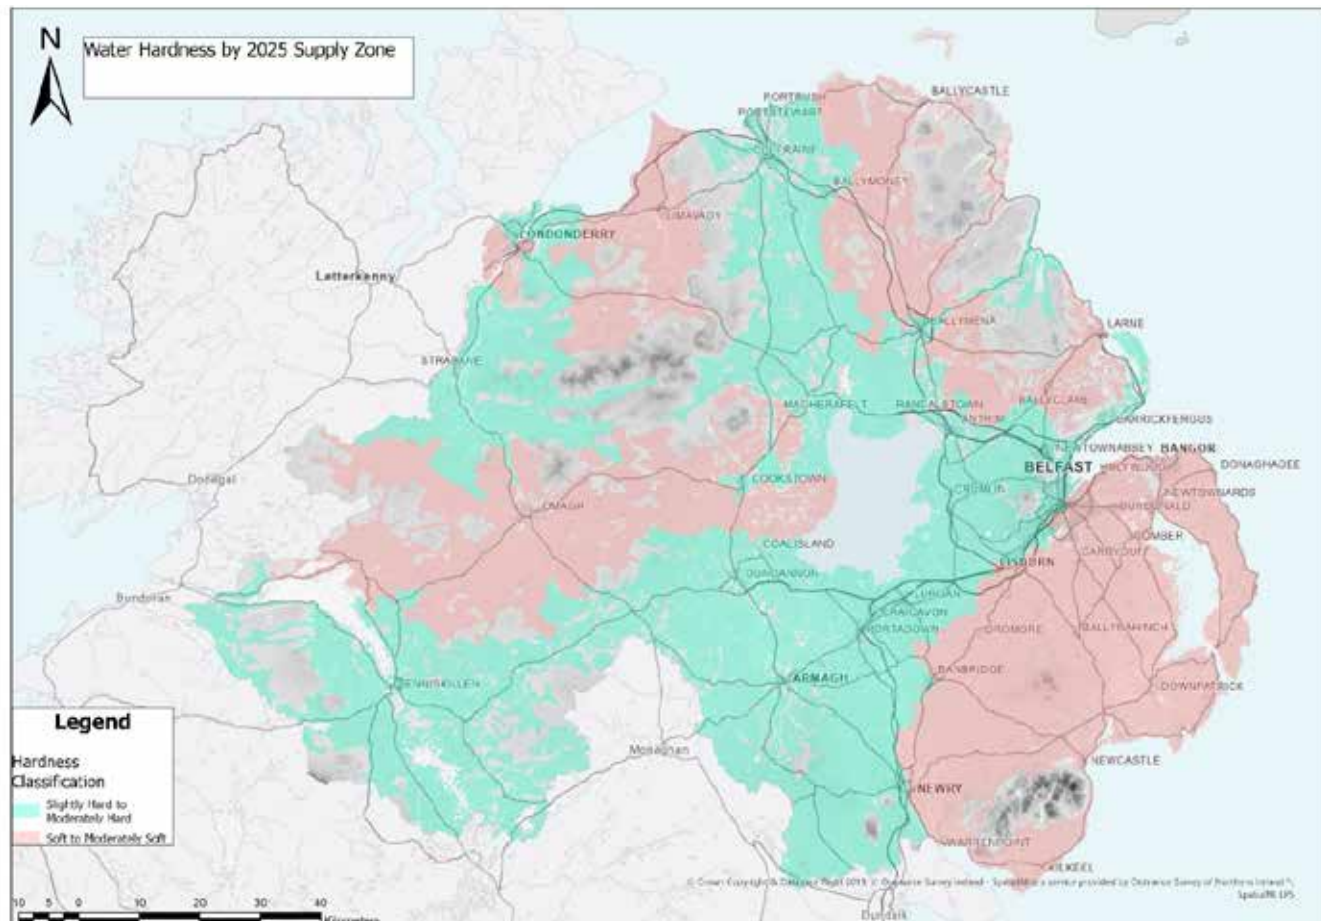 N
Water Hardness by 2025 Supply Zone
BALLYCASTLE
PORTRUSH
PORTSTEWART
COLERAINE
BALLYMONEY
LIMAVADY
LONDONDERRY
Letterkenny
BALLYMENA
LARNE
STRABANE
MAGHERAFELT
RANDALSTOWN
BALLYCLARE
ANTRIM
CARRICKFERGUS
NEWTOWNABBEY
BANGOR
BELFAST
HOLYWOOD
DONAGHADEE
Donegal
COOKSTOWN
CRUMLIN
NEWTOWNARDS
OMAGH
DUNDONALD
COMBER
COALISLAND
CARRYDUFF
LISBURN
DUNGANNON
Bundoran
LURGAN
CRAIGAVON
PORTADOWN
DROMORE
BALLYNAHINCH
BANBRIDGE
ENNISKILLEN
ARMAGH
DOWNPATRICK
Monaghan
NEWCASTLE
NEWRY
WARRENPOINT
KILKEEL
Dundalk
Legend
Hardness
Classification
Slightly Hard to
Moderately Hard
Soft to Moderately Soft
10 5 0 10 20 30 40
Kilometers